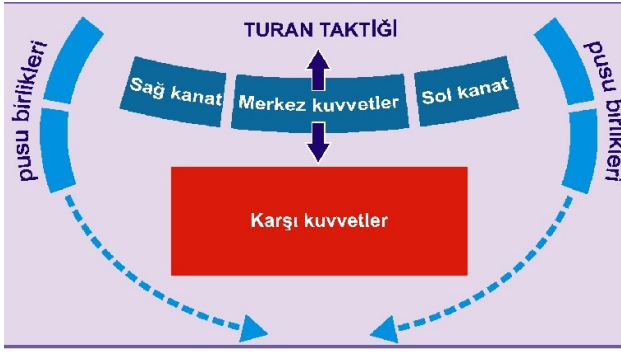 TURAN TAKTİĞİ
pusu birlikleri
Sağ kanat
Merkez kuvvetler
Sol kanat
pusu birlikleri
Karşı kuvvetler